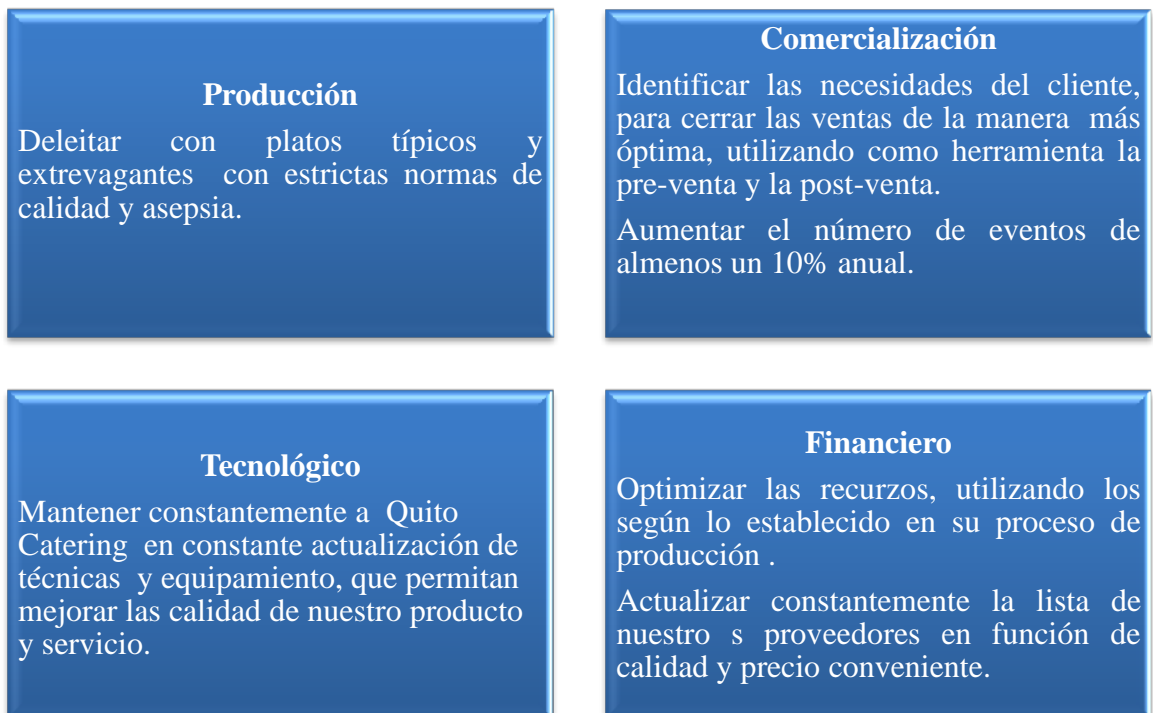 Producción
Deleitar con platos típicos y
extrevagantes con estrictas normas de
calidad y asepsia.
Comercialización
Identificar las necesidades del cliente,
para cerrar las ventas de la manera más
óptima, utilizando como herramienta la
pre-venta y la post-venta.
Aumentar el número de eventos de
almenos un 10% anual.
Tecnológico
Mantener constantemente a Quito
Catering en constante actualización de
técnicas y equipamiento, que permitan
mejorar las calidad de nuestro producto
y servicio.
Financiero
Optimizar las recurzos, utilizando los
según lo establecido en su proceso de
producción .
Actualizar constantemente la lista de
nuestro s proveedores en función de
calidad y precio conveniente.